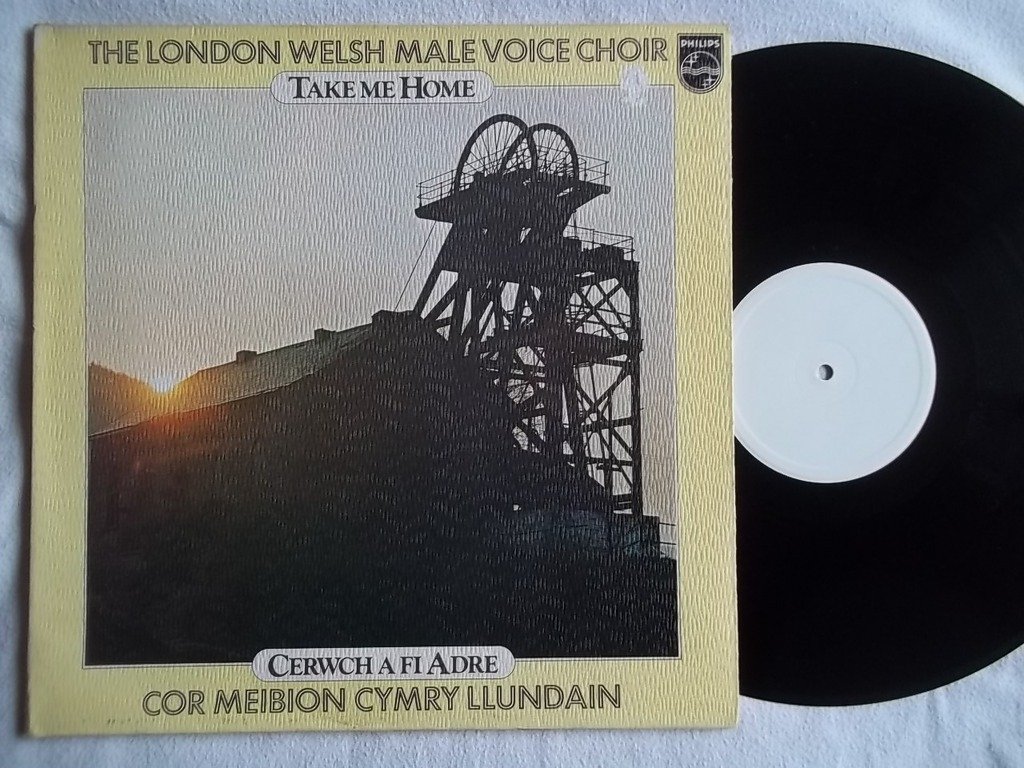 THE LONDON WELSH MALE VOICE CHOIR
PHILIPS
TAKE ME HOME
CERWCH A FI ADRE
COR MEIBION CYMRY LLUNDAIN